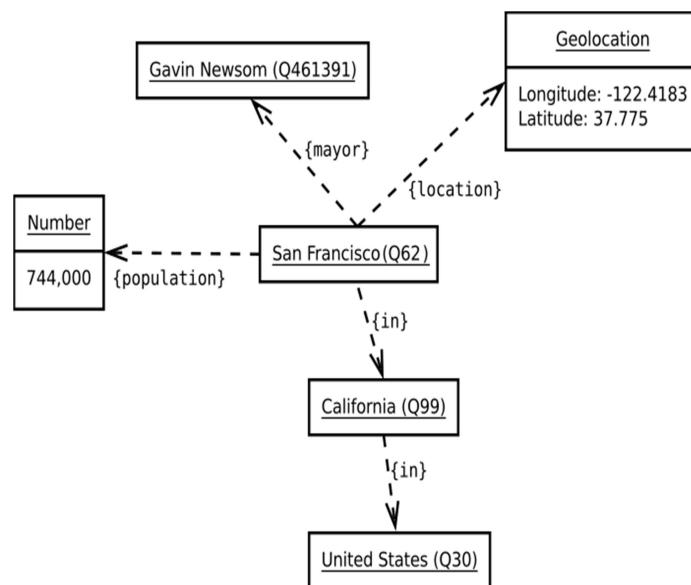 Geolocation
Longitude: -122.4183
Latitude: 37.775
Gavin Newsom (Q461391)
{mayor}
{location}
Number
744,000
{population}
San Francisco(Q62)
{in}
California (Q99)
{in}
United States (Q30)